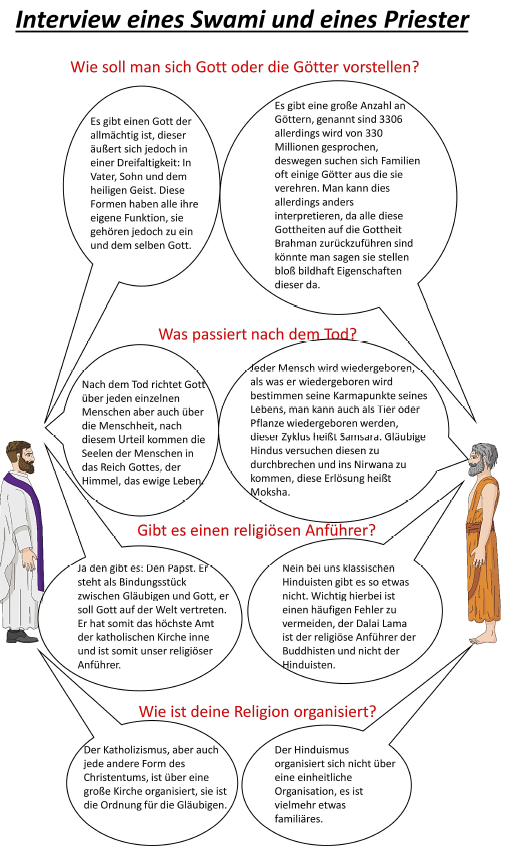 Interview eines Swami und eines Priester
Wie soll man sich Gott oder die Götter vorstellen?
Es gibt einen Gott der
allmächtig ist, dieser
äußert sich jedoch in
einer Dreifaltigkeit: In
Vater, Sohn und dem
heiligen Geist. Diese
Formen haben alle ihre
eigene Funktion, sie
gehören jedoch zu ein
und dem selben Gott.
Es gibt eine große Anzahl an
Göttern, genannt sind 3306
allerdings wird von 330
Millionen gesprochen,
deswegen suchen sich Familien
oft einige Götter aus die sie
verehren. Man kann dies
allerdings anders
interpretieren, da alle diese
Gottheiten auf die Gottheit
Brahman zurückzuführen sind
könnte man sagen sie stellen
bloß bildhaft Eigenschaften
dieser da.
Was passiert nach dem Tod?
Nach dem Tod richtet Gott
über jeden einzelnen
Menschen aber auch über
die Menschheit, nach
diesem Urteil kommen die
Seelen der Menschen in
das Reich Gottes, der
Himmel, das ewige Leben.
Jeder Mensch wird wiedergeboren,
als was er wiedergeboren wird
bestimmen seine Karmapunkte seines
Lebens, man kann auch als Tier oder
Pflanze wiedergeboren werden,
dieser Zyklus heißt Samsara. Gläubige
Hindus versuchen diesen zu
durchbrechen und ins Nirwana zu
kommen, diese Erlösung heißt
Moksha.
Gibt es einen religiösen Anführer?
Ja den gibt es: Den Papst. Er
steht als Bindungsstück
zwischen Gläubigen und Gott, er
soll Gott auf der Welt vertreten.
Er hat somit das höchste Amt
der katholischen Kirche inne
und ist somit unser religiöser
Anführer.
Nein bei uns klassischen
Hinduisten gibt es so etwas
nicht. Wichtig hierbei ist
einen häufigen Fehler zu
vermeiden, der Dalai Lama
ist der religiöse Anführer der
Buddhisten und nicht der
Hinduisten.
Wie ist deine Religion organisiert?
Der Katholizismus, aber auch
jede andere Form des
Christentums, ist über eine
große Kirche organisiert, sie ist
die Ordnung für die Gläubigen.
Der Hinduismus
organisiert sich nicht über
eine einheitliche
Organisation, es ist
vielmehr etwas
familiäres.